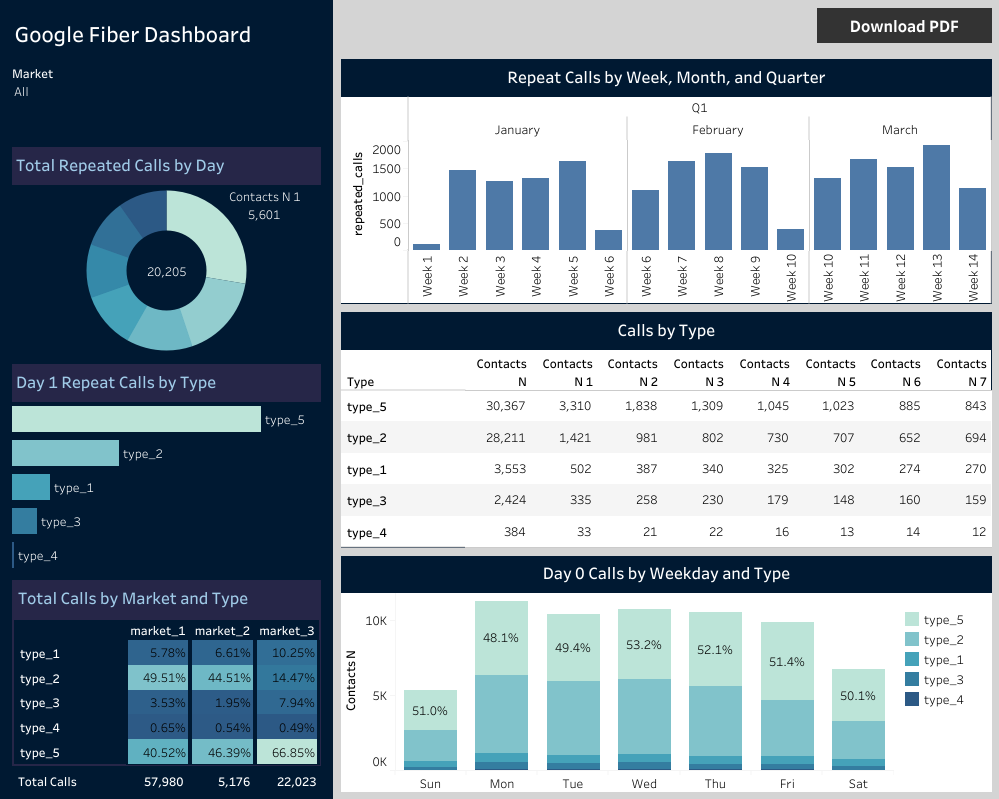 Google Fiber Dashboard
Market
All
Total Repeated Calls by Day
Contacts N 1
5,601
20,205
Day 1 Repeat Calls by Type
type_5
type_2
type_1
type_3
type_4
Total Calls by Market and Type
market_1 market_2 market_3
type_1 5.78% 6.61% 10.25%
type_2 49.51% 44.51% 14.47%
type_3 3.53% 1.95% 7.94%
type_4 0.65% 0.54% 0.49%
type_5 40.52% 46.39% 66.85%
Total Calls 57,980 5,176 22,023
Download PDF
Repeat Calls by Week, Month, and Quarter
Q1
January February March
repeated_calls
2000
1500
1000
500
0
Week 1 Week 2 Week 3 Week 4 Week 5 Week 6 Week 6 Week 7 Week 8 Week 9 Week 10 Week 10 Week 11 Week 12 Week 13 Week 14
Calls by Type
Contacts Contacts Contacts Contacts Contacts Contacts Contacts Contacts
Type N N 1 N 2 N 3 N 4 N 5 N 6 N 7
type_5 30,367 3,310 1,838 1,309 1,045 1,023 885 843
type_2 28,211 1,421 981 802 730 707 652 694
type_1 3,553 502 387 340 325 302 274 270
type_3 2,424 335 258 230 179 148 160 159
type_4 384 33 21 22 16 13 14 12
Day 0 Calls by Weekday and Type
Contacts N
10K
5K
0K
51.0% 48.1% 49.4% 53.2% 52.1% 51.4% 50.1%
Sun Mon Tue Wed Thu Fri Sat
type_5
type_2
type_1
type_3
type_4